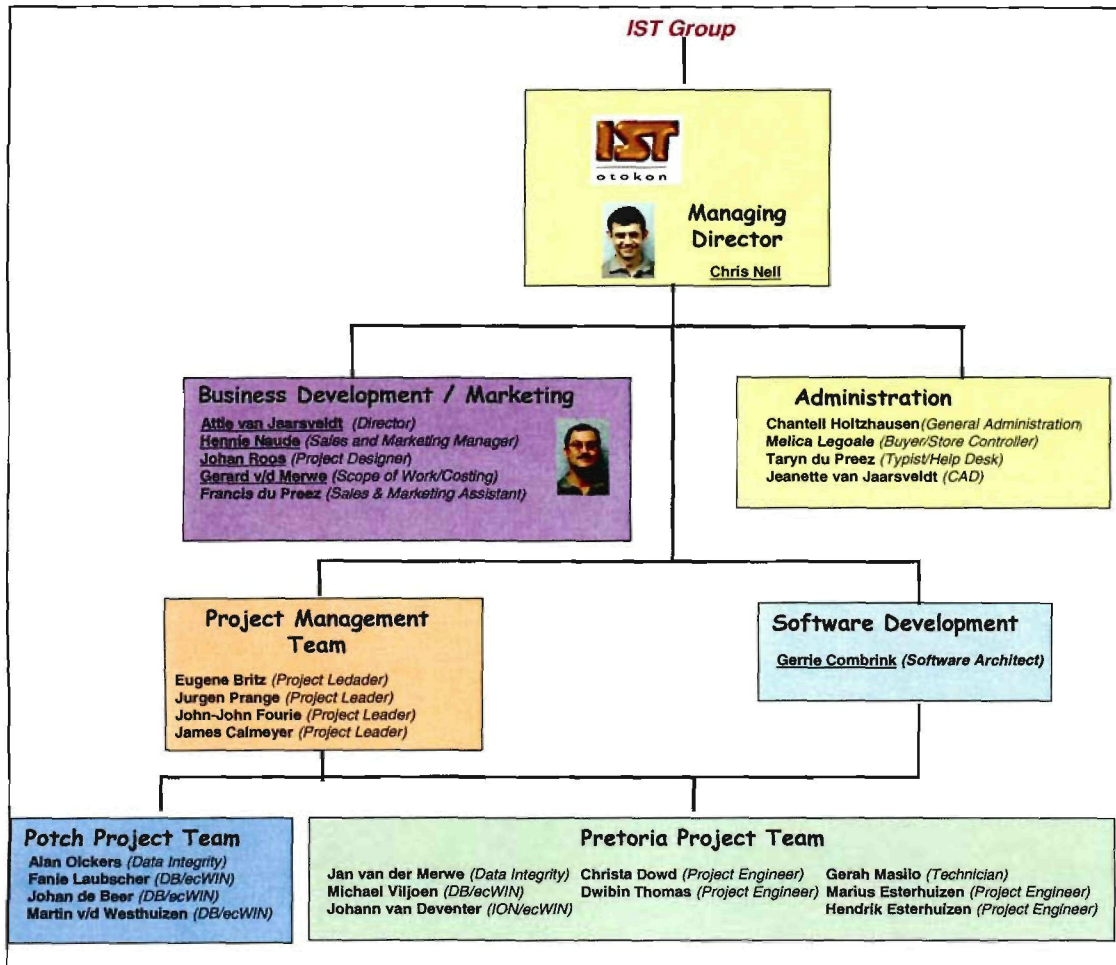 IST Group
IST
otokon
Managing
Director
Chris Nell
Business Development / Marketing
Attie van Jaarsveldt (Director)
Hennie Naude (Sales and Marketing Manager)
Johan Roos (Project Designer)
Gerard v/d Merwe (Scope of Work/Costing)
Francis du Preez (Sales & Marketing Assistant)
Administration
Chantell Holtzhausen (General Administration)
Melica Legoale (Buyer/Store Controller)
Taryn du Preez (Typist/Help Desk)
Jeanette van Jaarsveldt (CAD)
Project Management
Team
Eugene Britz (Project Ledader)
Jurgen Prange (Project Leader)
John-John Fourie (Project Leader)
James Calmeyer (Project Leader)
Software Development
Gerrie Combrink (Software Architect)
Potch Project Team
Alan Olckers (Data Integrity)
Fanie Laubscher (DB/ecWIN)
Johan de Beer (DB/ecWIN)
Martin v/d Westhuizen (DB/ecWIN)
Pretoria Project Team
Jan van der Merwe (Data Integrity)
Michael Viljoen (DB/ecWIN)
Johann van Deventer (ION/ecWIN)
Christa Dowd (Project Engineer)
Dwibin Thomas (Project Engineer)
Gerah Masilo (Technician)
Marius Esterhuizen (Project Engineer)
Hendrik Esterhuizen (Project Engineer)